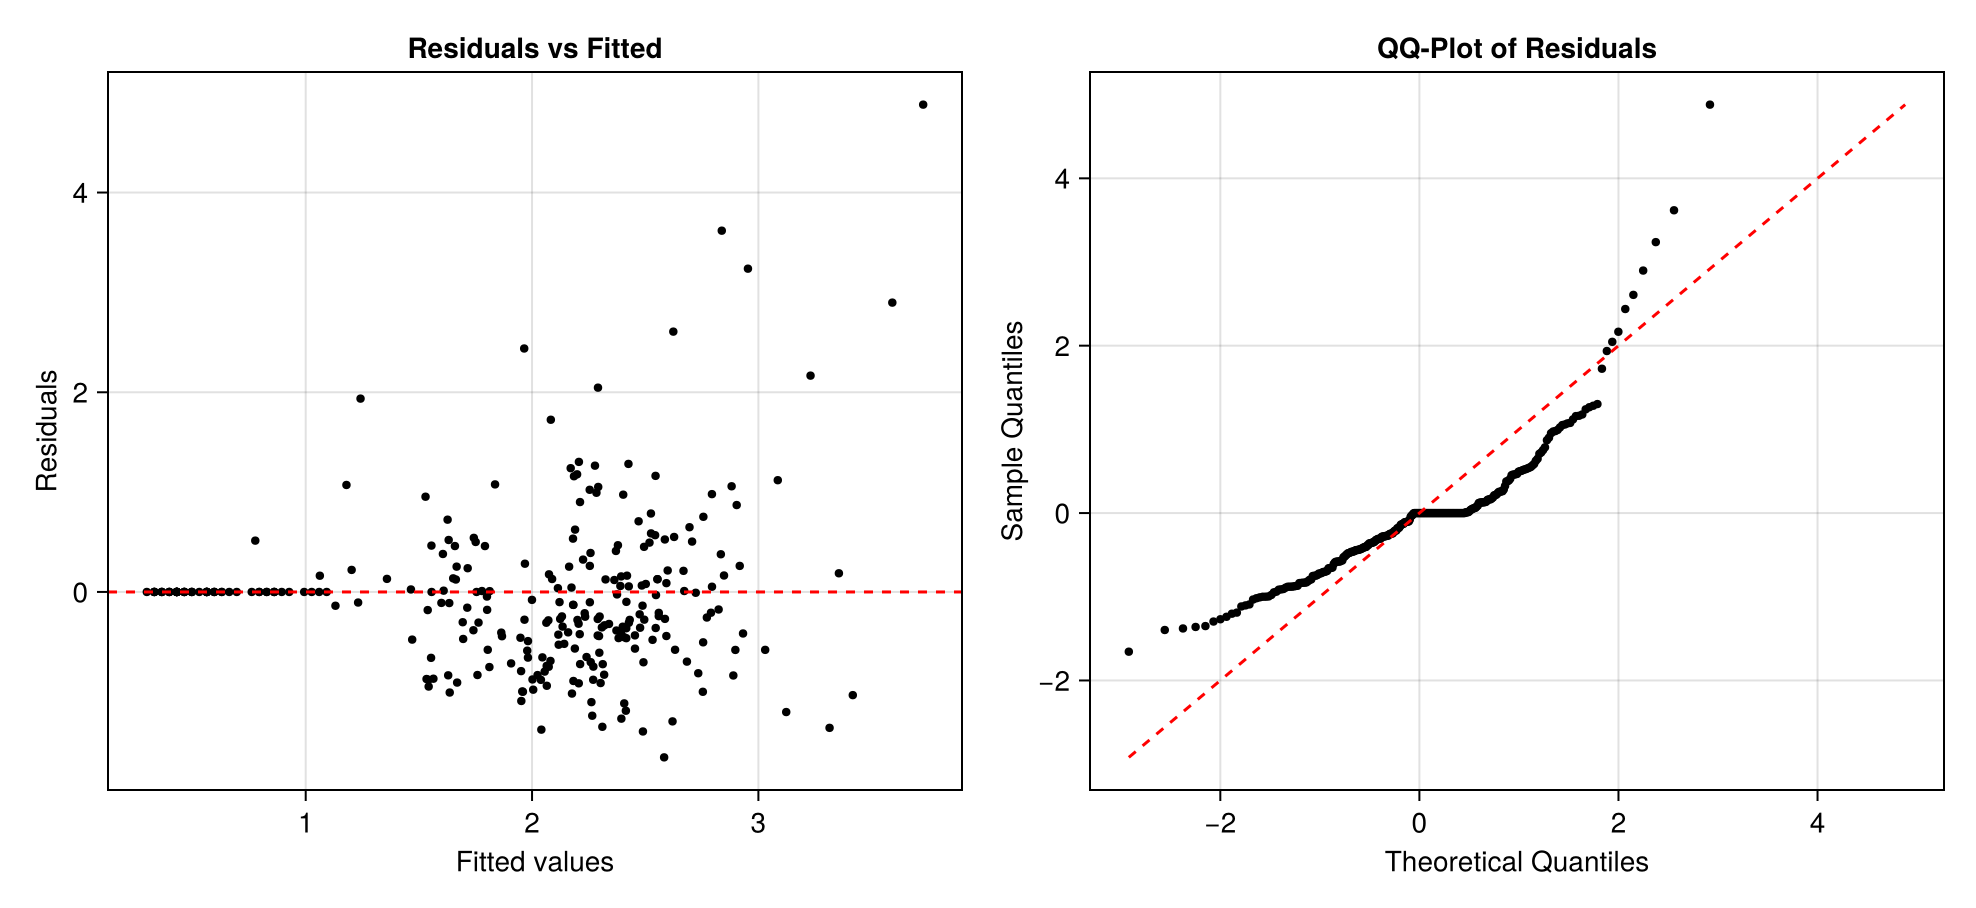 Residuals vs Fitted
4
2
0
Residuals
1
2
3
Fitted values
QQ-Plot of Residuals
4
2
0
−2
Sample Quantiles
−2
0
2
4
Theoretical Quantiles